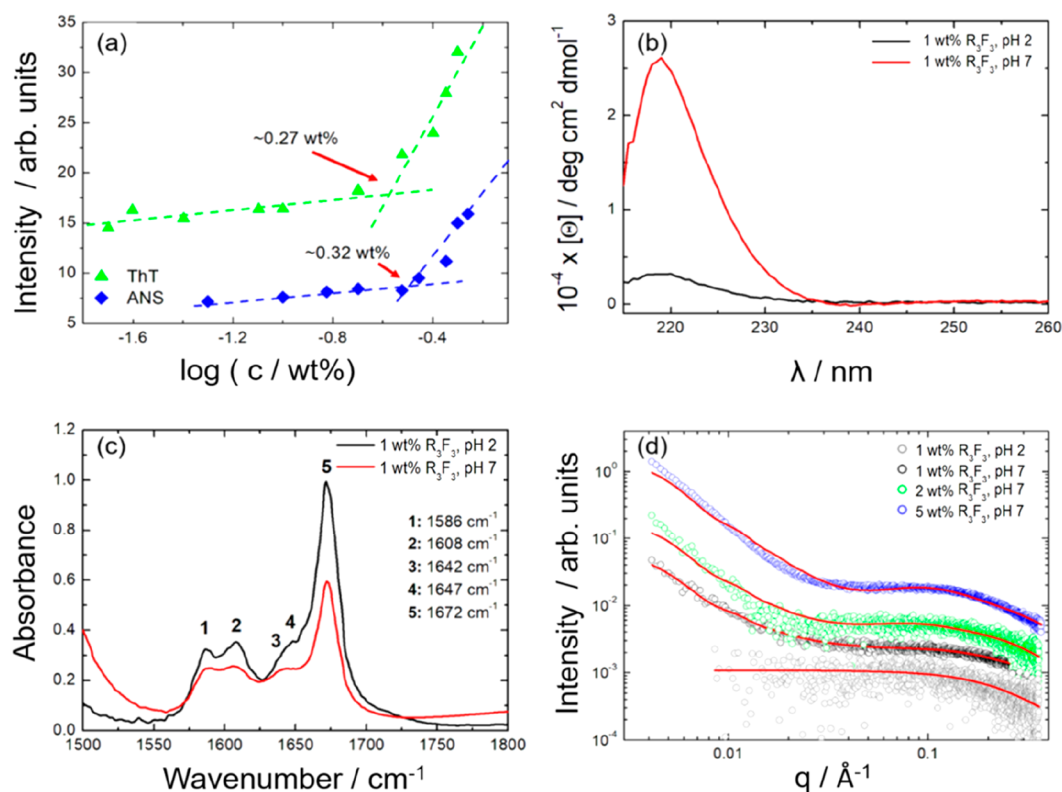 (a)
35
30
25
20
15
10
5
Intensity / arb. units
~0.27 wt%
~0.32 wt%
ThT
ANS
-1.6 -1.2 -0.8 -0.4
log ( c / wt%)
(b)
1 wt% R₃F₃, pH 2
1 wt% R₃F₃, pH 7
2
1
0
10⁻⁴ x [Θ] / deg cm² dmol⁻¹
220 230 240 250 260
λ / nm
(c)
1.2
1.0
0.8
0.6
0.4
0.2
0.0
Absorbance
1 wt% R₃F₃, pH 2
1 wt% R₃F₃, pH 7
1: 1586 cm⁻¹
2: 1608 cm⁻¹
3: 1642 cm⁻¹
4: 1647 cm⁻¹
5: 1672 cm⁻¹
1 2 3 4 5
1500 1550 1600 1650 1700 1750 1800
Wavenumber / cm⁻¹
(d)
1 wt% R₃F₃, pH 2
1 wt% R₃F₃, pH 7
2 wt% R₃F₃, pH 7
5 wt% R₃F₃, pH 7
10⁰
10⁻¹
10⁻²
10⁻³
10⁻⁴
Intensity / arb. units
0.01 0.1
q / Å⁻¹